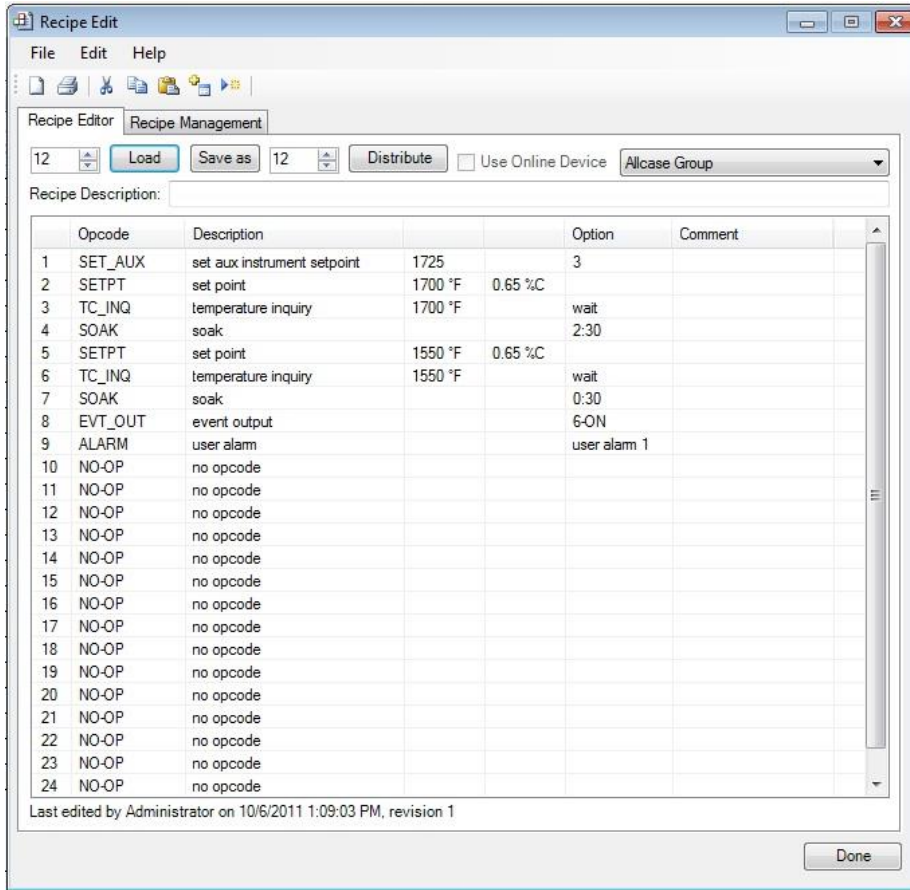 Recipe Edit
File Edit Help
Recipe Editor Recipe Management
12 Load Save as 12 Distribute Use Online Device Allcase Group
Recipe Description:
Opcode Description Option Comment
1 SET_AUX set aux instrument setpoint 1725 3
2 SETPT set point 1700 °F 0.65 %C
3 TC_INQ temperature inquiry 1700 °F wait
4 SOAK soak 2:30
5 SETPT set point 1550 °F 0.65 %C
6 TC_INQ temperature inquiry 1550 °F wait
7 SOAK soak 0:30
8 EVT_OUT event output 6-ON
9 ALARM user alarm user alarm 1
10 NO-OP no opcode
11 NO-OP no opcode
12 NO-OP no opcode
13 NO-OP no opcode
14 NO-OP no opcode
15 NO-OP no opcode
16 NO-OP no opcode
17 NO-OP no opcode
18 NO-OP no opcode
19 NO-OP no opcode
20 NO-OP no opcode
21 NO-OP no opcode
22 NO-OP no opcode
23 NO-OP no opcode
24 NO-OP no opcode
Last edited by Administrator on 10/6/2011 1:09:03 PM, revision 1
Done